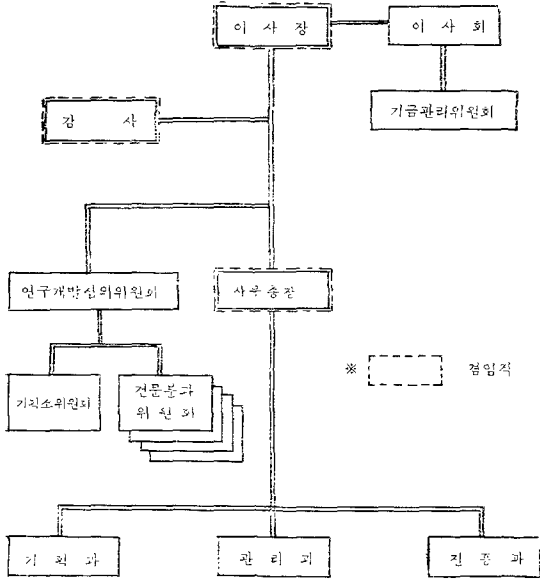 이 사 장
이 사 회
감 사
기금관리위원회
연구개발심의위원회
사무총장
※ 겸임직
기획소위원회
전문분과
위 원 회
기 획 과
관 리 과
진 흥 과